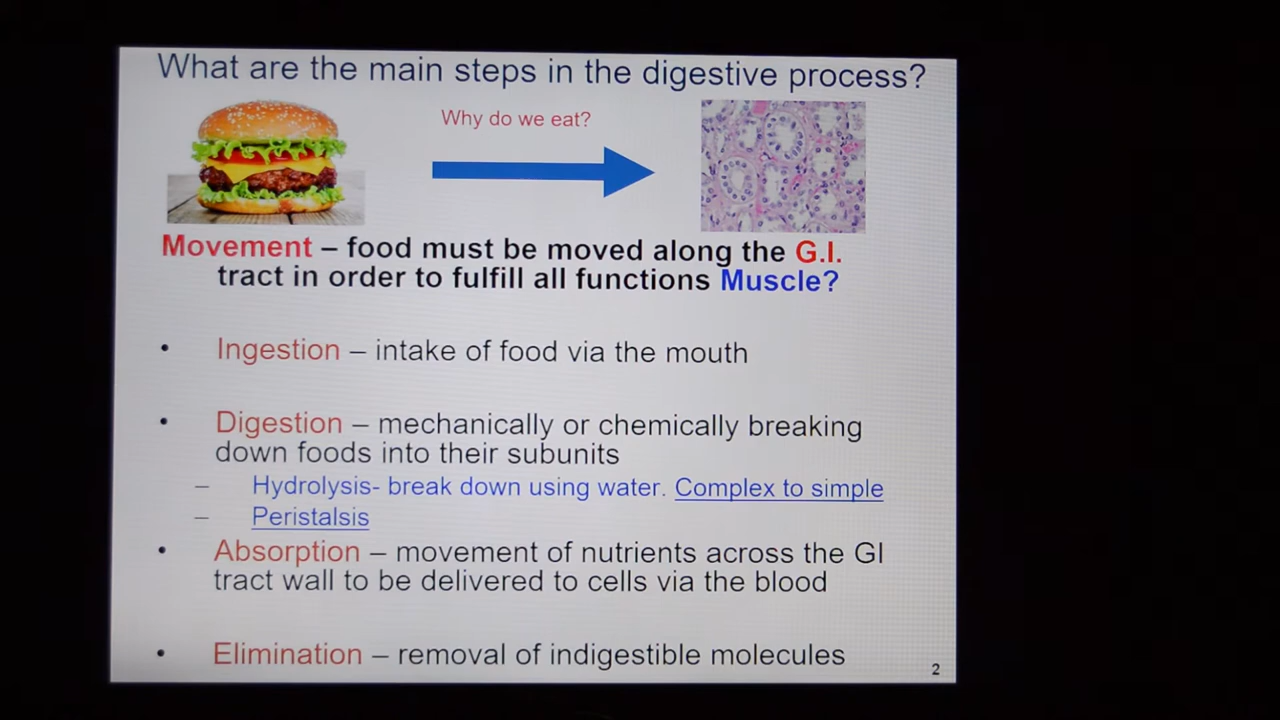 What are the main steps in the digestive process?
Why do we eat?
Movement – food must be moved along the G.I.
tract in order to fulfill all functions Muscle?
• Ingestion – intake of food via the mouth
• Digestion – mechanically or chemically breaking
down foods into their subunits
– Hydrolysis- break down using water. Complex to simple
– Peristalsis
• Absorption – movement of nutrients across the GI
tract wall to be delivered to cells via the blood
• Elimination – removal of indigestible molecules
2